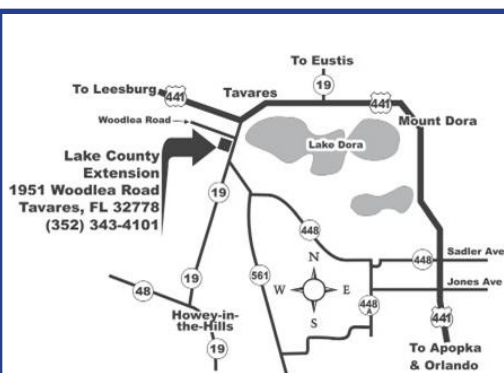 To Eustis
To Leesburg
441
Tavares
19
441
Woodlea Road
Mount Dora
Lake Dora
Lake County
Extension
1951 Woodlea Road
Tavares, FL 32778
(352) 343-4101
19
448
N
448
Sadler Ave
19
561
W
E
Jones Ave
48
448
A
Howey-in-
the-Hills
S
441
19
To Apopka
& Orlando